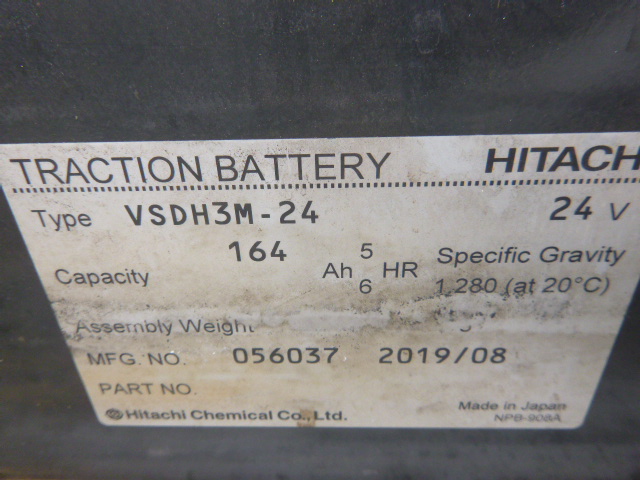 TRACTION BATTERY HITACH
Type VSDH3M-24 24 V
Capacity 164 Ah 5 6 HR Specific Gravity
1.280 (at 20°C)
Assembly Weight
MFG. NO. 056037 2019/08
PART NO.
Hitachi Chemical Co., Ltd. Made in Japan
NPB-908A